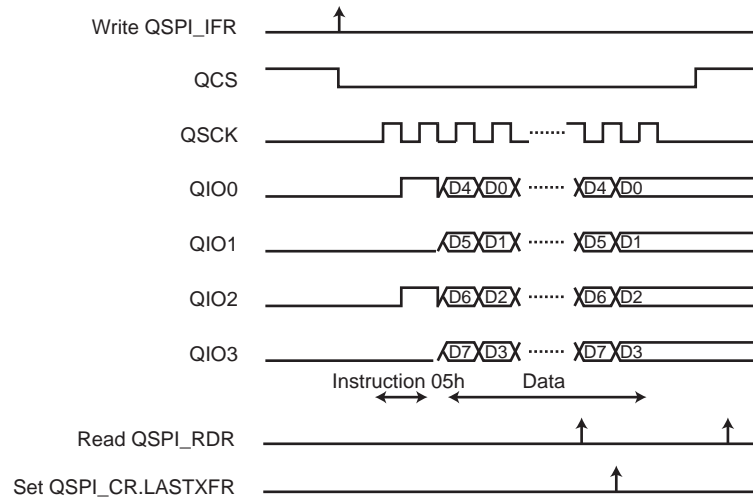 Write QSPI_IFR
QCS
QSCK
QIO0 D4 D0 D4 D0
QIO1 D5 D1 D5 D1
QIO2 D6 D2 D6 D2
QIO3 D7 D3 D7 D3
Instruction 05h Data
Read QSPI_RDR
Set QSPI_CR.LASTXFR